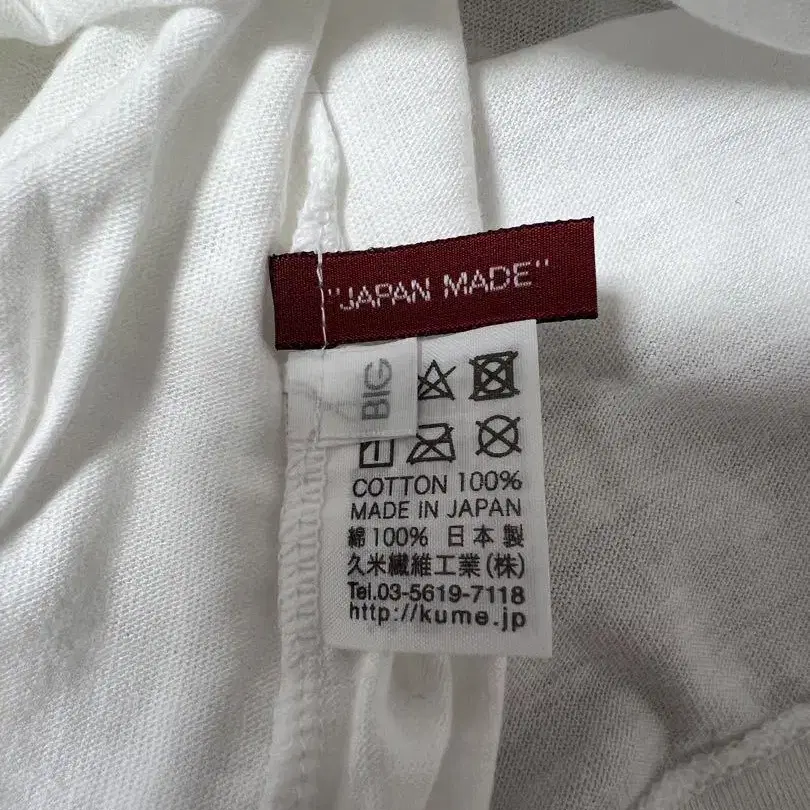 "JAPAN MADE"
BIG
COTTON 100%
MADE IN JAPAN
綿100% 日本製
久米繊維工業(株)
Tel.03-5619-7118
http://kume.jp